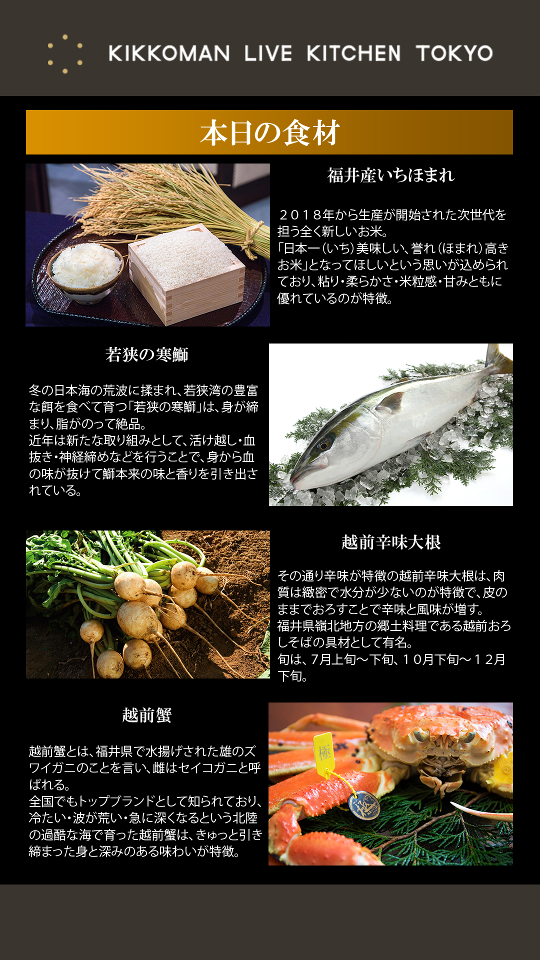 KIKKOMAN LIVE KITCHEN TOKYO
本日の食材
福井産いちほまれ
２０１８年から生産が開始された次世代を
担う全く新しいお米。
「日本一（いち）美味しい、誉れ（ほまれ）高き
お米」となってほしいという思いが込められ
ており、粘り・柔らかさ・米粒感・甘みともに
優れているのが特徴。
若狭の寒鰤
冬の日本海の荒波に揉まれ、若狭湾の豊富
な餌を食べて育つ「若狭の寒鰤」は、身が締
まり、脂がのって絶品。
近年は新たな取り組みとして、活け越し・血
抜き・神経締めなどを行うことで、身から血
の味が抜けて鰤本来の味と香りを引き出さ
れている。
越前辛味大根
その通り辛味が特徴の越前辛味大根は、肉
質は緻密で水分が少ないのが特徴で、皮の
ままでおろすことで辛味と風味が増す。
福井県嶺北地方の郷土料理である越前おろ
しそばの具材として有名。
旬は、７月上旬～下旬、１０月下旬～１２月
下旬。
越前蟹
越前蟹とは、福井県で水揚げされた雄のズ
ワイガニのことを言い、雌はセイコガニと呼
ばれる。
全国でもトップブランドとして知られており、
冷たい・波が荒い・急に深くなるという北陸
の過酷な海で育った越前蟹は、きゅっと引き
締まった身と深みのある味わいが特徴。
極